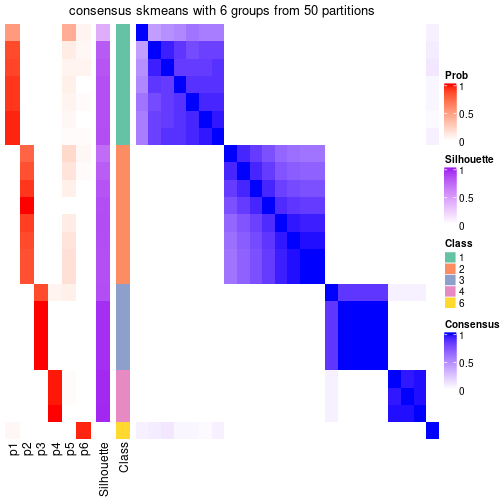 consensus skmeans with 6 groups from 50 partitions
Prob
1
0.5
0
Silhouette
1
0.5
0
Class
1
2
3
4
6
Consensus
1
0.5
0
p1
p2
p3
p4
p5
p6
Silhouette
Class